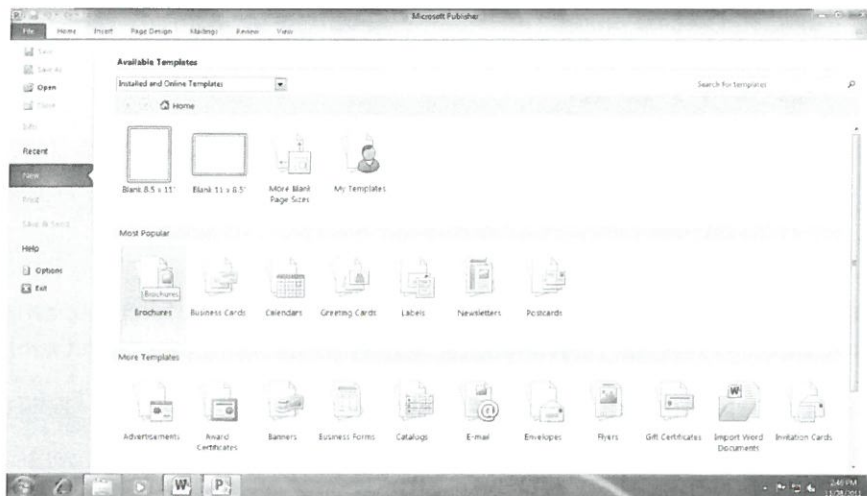 Microsoft Publisher
File Home Insert Page Design Mailings Review View
Save
Save As
Open
Close
Info
Recent
New
Print
Save & Send
Help
Options
Exit
Available Templates
Installed and Online Templates
Search for templates
Home
Blank 8.5 x 11"
Blank 11 x 8.5"
More Blank
Page Sizes
My Templates
Most Popular
Brochures
Brochures Business Cards Calendars Greeting Cards Labels Newsletters Postcards
More Templates
Advertisements
Award
Certificates
Banners
Business Forms
Catalogs
E-mail
Envelopes
Flyers
Gift Certificates
Import Word
Documents
Invitation Cards
W P
2:46 PM